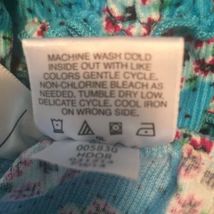 MACHINE WASH COLD
INSIDE OUT WITH LIKE
COLORS GENTLE CYCLE.
NON-CHLORINE BLEACH AS
NEEDED, TUMBLE DRY LOW,
DELICATE CYCLE, COOL IRON
ON WRONG SIDE.
005830
HDOR